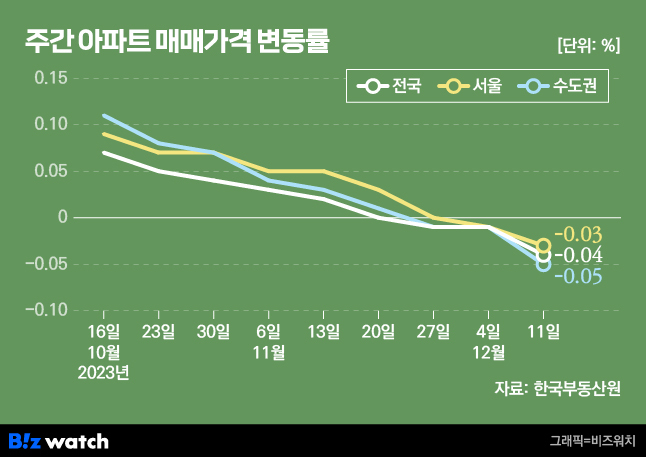 주간 아파트 매매가격 변동률
[단위: %]
전국 서울 수도권
0.15
0.10
0.05
0
−0.05
−0.10
-0.03
-0.04
-0.05
16일 23일 30일 6일 13일 20일 27일 4일 11일
10월 11월 12월
2023년
자료: 한국부동산원
B!z watch
그래픽=비즈워치